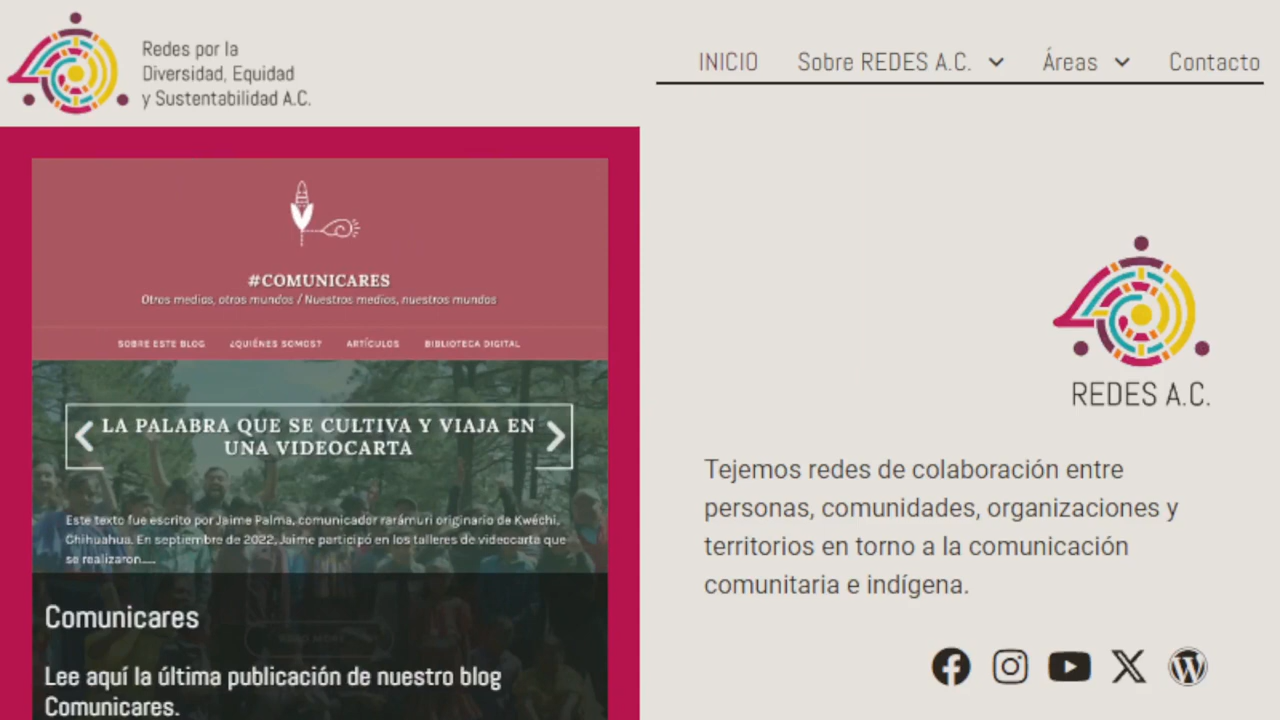 Redes por la
Diversidad, Equidad
y Sustentabilidad A.C.
INICIO Sobre REDES A.C. Áreas Contacto
#COMUNICARES
Otros medios, otros mundos / Nuestros medios, nuestros mundos
SOBRE ESTE BLOG ¿QUIÉNES SOMOS? ARTÍCULOS BIBLIOTECA DIGITAL
LA PALABRA QUE SE CULTIVA Y VIAJA EN
UNA VIDEOCARTA
Este texto fue escrito por Jaime Palma, comunicador rarámuri originario de Kwéchi,
Chihuahua. En septiembre de 2022, Jaime participó en los talleres de videocarta que
se realizaron.....
Comunicares
Lee aquí la última publicación de nuestro blog
Comunicares.
REDES A.C.
Tejemos redes de colaboración entre
personas, comunidades, organizaciones y
territorios en torno a la comunicación
comunitaria e indígena.